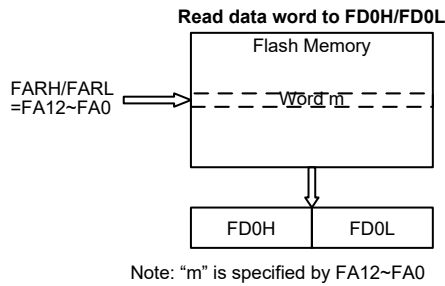 Read data word to FD0H/FD0L
Flash Memory
FARH/FARL
=FA12~FA0
Word m
FD0H
FD0L
Note: “m” is specified by FA12~FA0